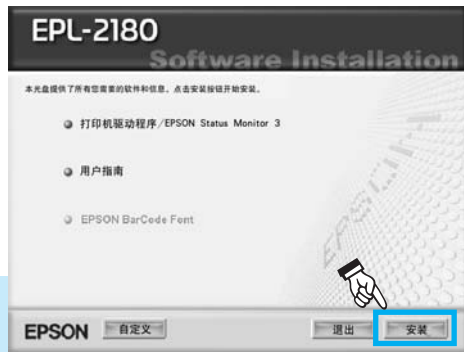 EPL-2180
Software Installation
本光盘提供了所有您需要的软件和信息。点击安装按钮开始安装。
打印机驱动程序/EPSON Status Monitor 3
用户指南
EPSON BarCode Font
EPSON
EPSON 自定义 退出 安装